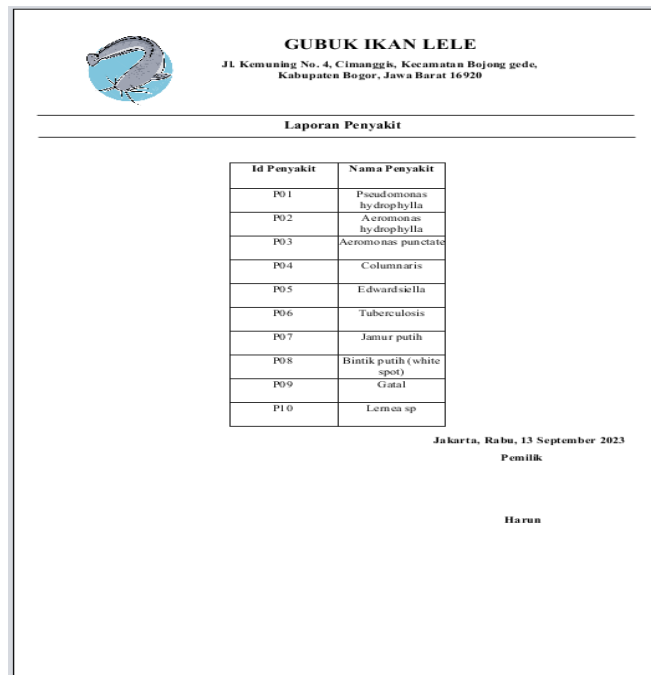 GUBUK IKAN LELE
Jl. Kemuning No. 4, Cimanggis, Kecamatan Bojong gede,
Kabupaten Bogor, Jawa Barat 16920
Laporan Penyakit
Id Penyakit Nama Penyakit
P01 Pseudomonas
hydrophylla
P02 Aeromonas
hydrophylla
P03 Aeromonas punctate
P04 Columnaris
P05 Edwardsiella
P06 Tuberculosis
P07 Jamur putih
P08 Bintik putih (white
spot)
P09 Gatal
P10 Lernea sp
Jakarta, Rabu, 13 September 2023
Pemilik
Harun